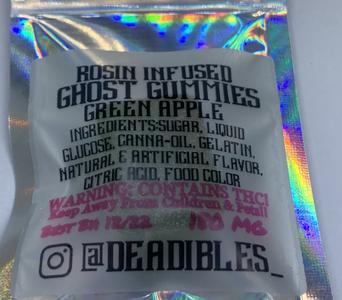 ROSIN INFUSED
GHOST GUMMIES
GREEN APPLE
INGREDIENTS:SUGAR, LIQUID
GLUCOSE, CANNA-OIL, GELATIN,
NATURAL & ARTIFICIAL FLAVOR,
CITRIC ACID, FOOD COLOR
WARNING: CONTAINS THC!
Keep Away From Children & Pets!!
BEST BY 12/22 180 MG
@DEADIBLES_